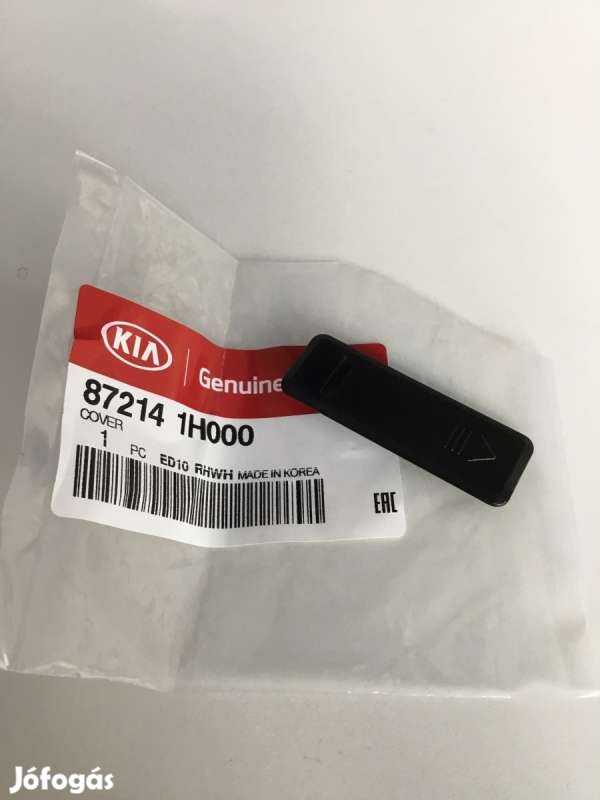 KIA
Genuine
87214 1H000
COVER
1 PC ED10 RHWH MADE IN KOREA
EAC
Jófogás